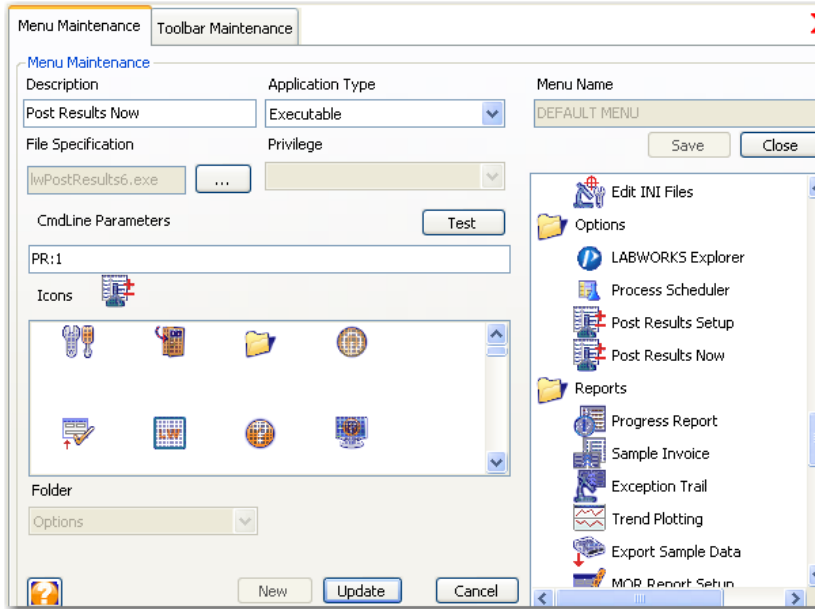 Menu Maintenance
Toolbar Maintenance
Menu Maintenance
Description
Application Type
Menu Name
Post Results Now
Executable
DEFAULT MENU
File Specification
Privilege
Save
Close
lwPostResults6.exe
...
CmdLine Parameters
Test
PR:1
Icons
Folder
Options
New
Update
Cancel
Edit INI Files
Options
LABWORKS Explorer
Process Scheduler
Post Results Setup
Post Results Now
Reports
Progress Report
Sample Invoice
Exception Trail
Trend Plotting
Export Sample Data
MOR Report Setup